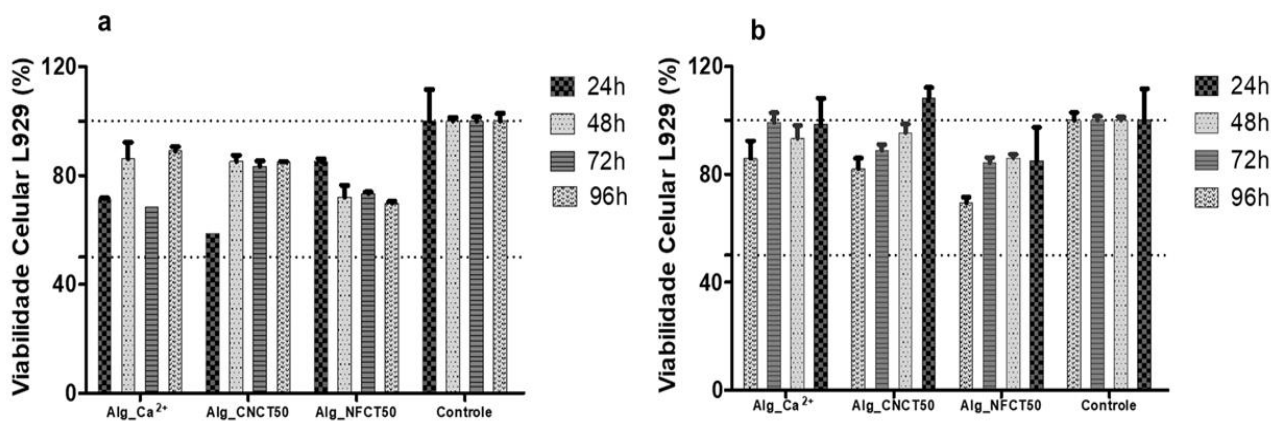 a
Viabilidade Celular L929 (%)
120
80
40
0
Alg_Ca²⁺
Alg_CNCT50
Alg_NFCT50
Controle
24h
48h
72h
96h
b
Viabilidade Celular L929 (%)
120
80
40
0
Alg_Ca²⁺
Alg_CNCT50
Alg_NFCT50
Controle
24h
48h
72h
96h